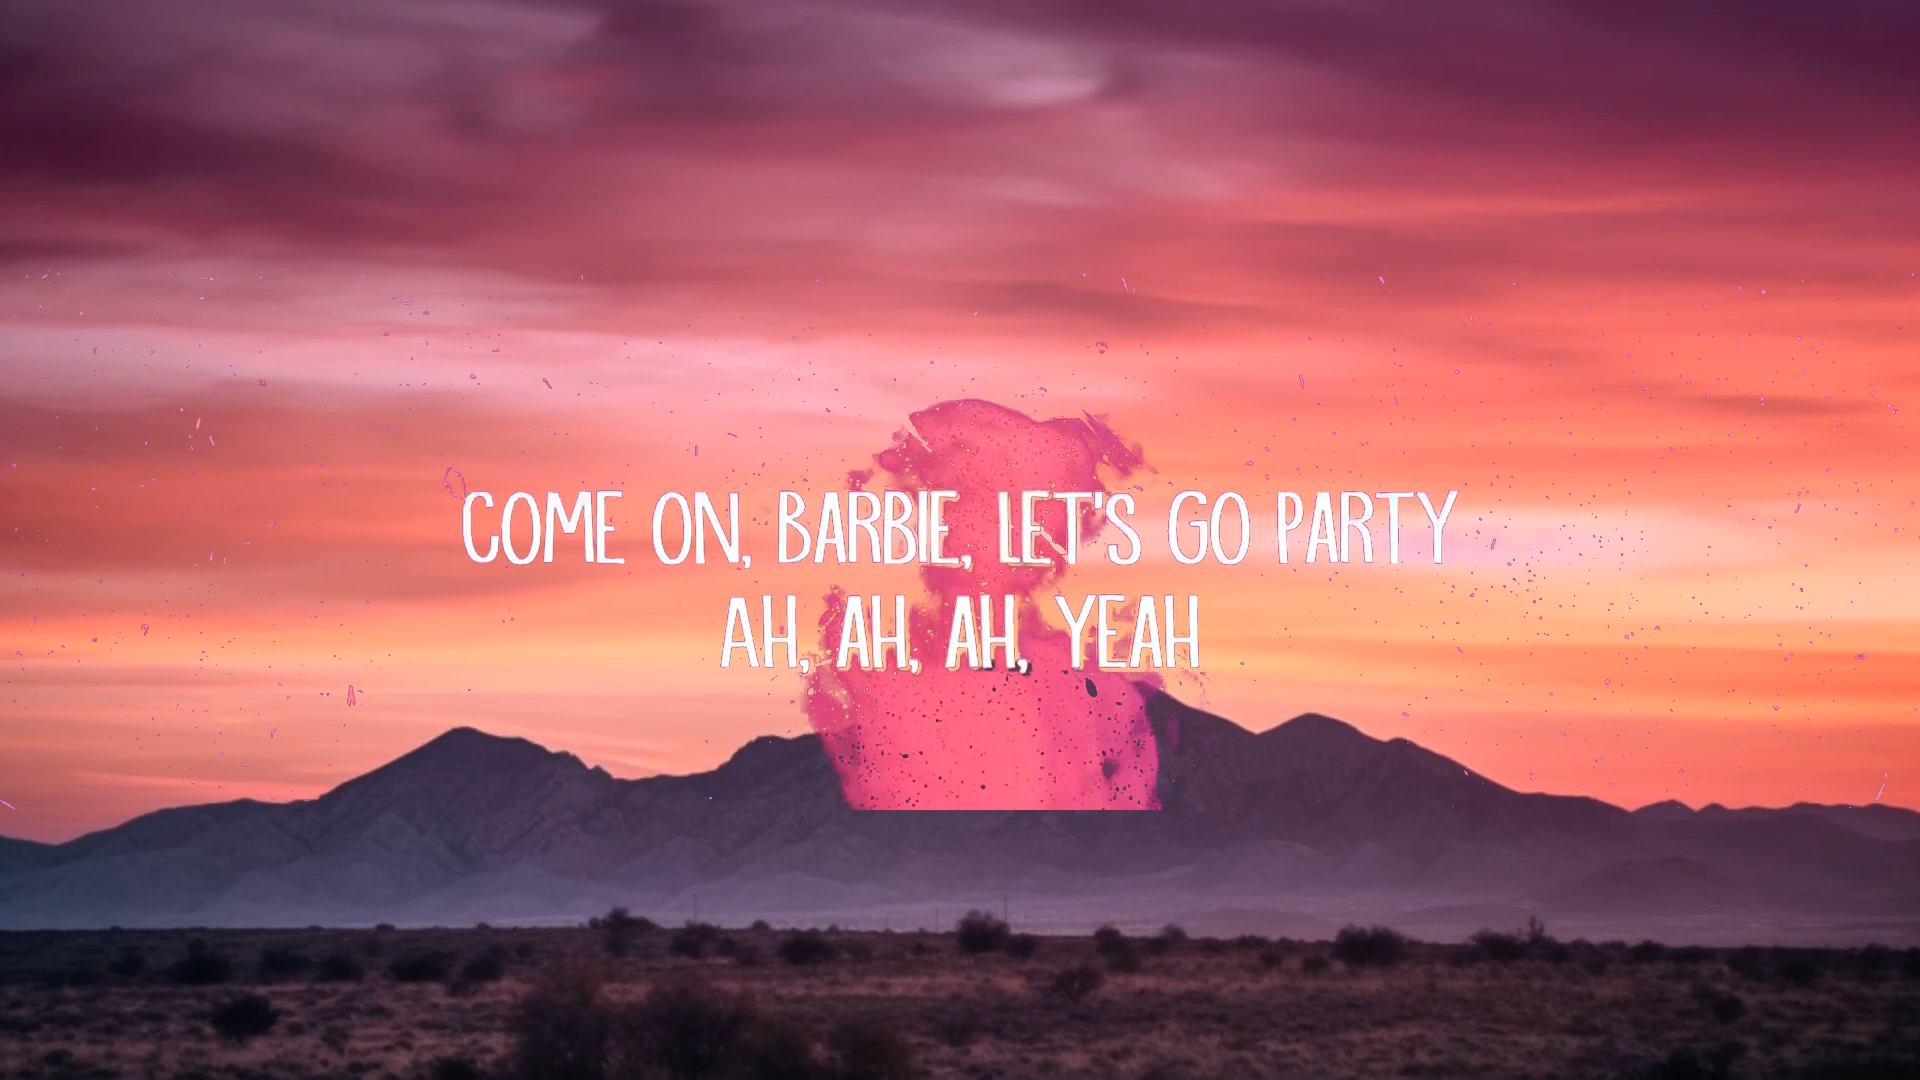 COME ON, BARBIE, LET'S GO PARTY
AH, AH, AH, YEAH